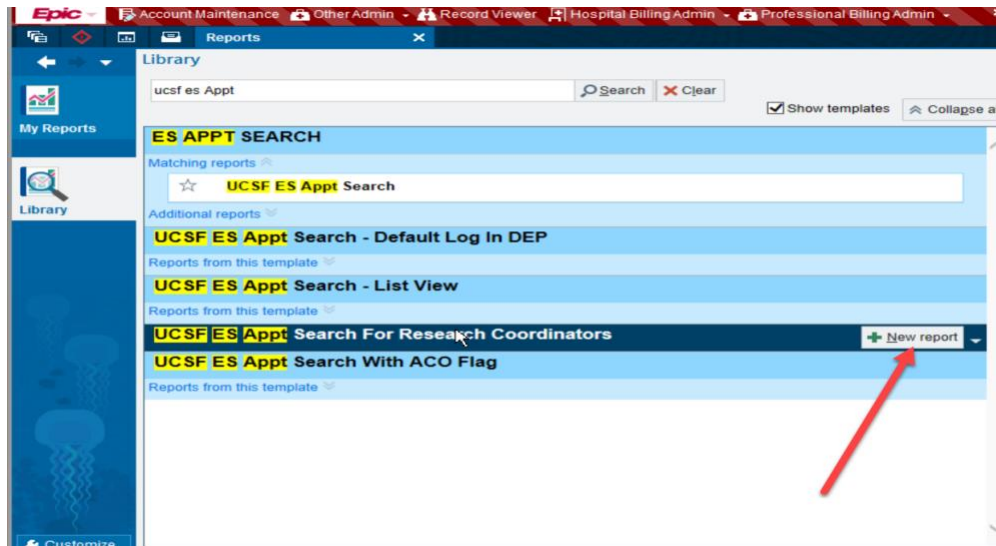 Epic Account Maintenance Other Admin Record Viewer Hospital Billing Admin Professional Billing Admin
Reports
Library
ucsf es Appt Search Clear
Show templates Collapse a
My Reports
ES APPT SEARCH
Matching reports
UCSF ES Appt Search
Library
Additional reports
UCSF ES Appt Search - Default Log In DEP
Reports from this template
UCSF ES Appt Search - List View
Reports from this template
UCSF ES Appt Search For Research Coordinators New report
UCSF ES Appt Search With ACO Flag
Reports from this template
Customize